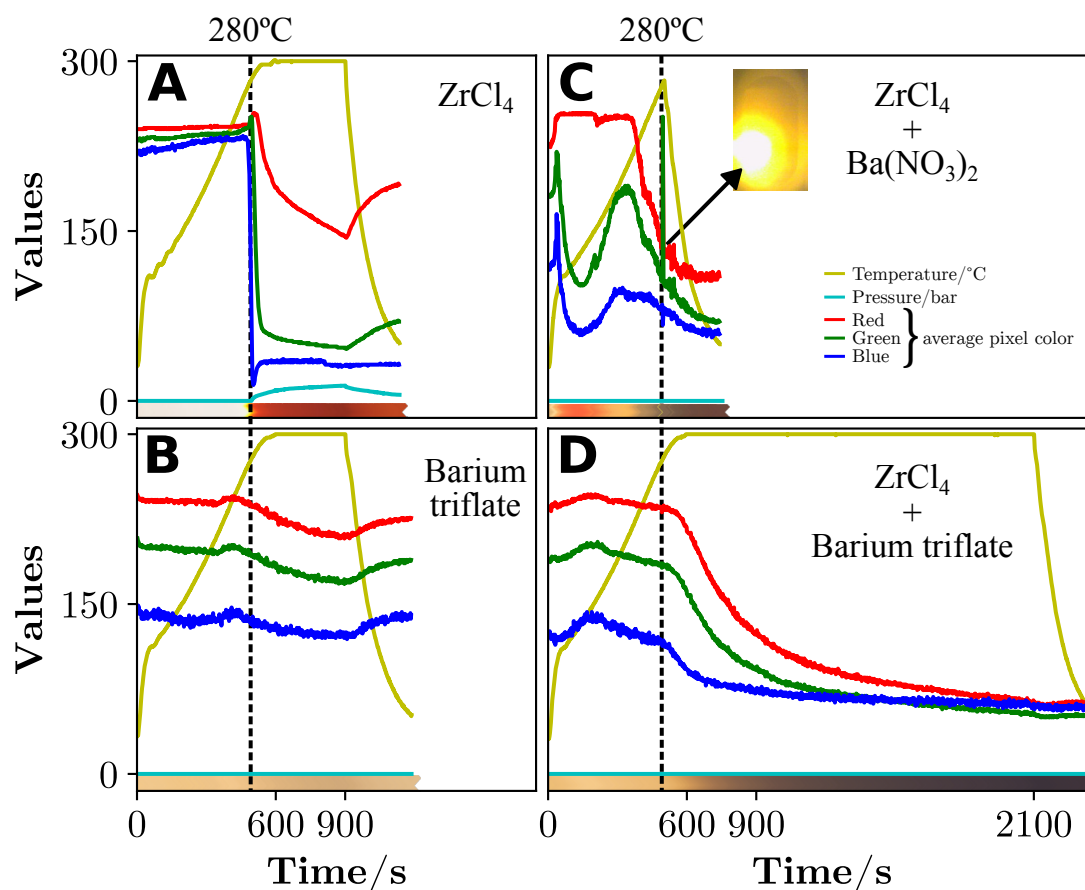 280ºC
280ºC
300
150
0
Values
A
ZrCl₄
C
ZrCl₄
+
Ba(NO₃)₂
Temperature/°C
Pressure/bar
Red
Green
Blue
} average pixel color
300
150
0
Values
B
Barium
triflate
D
ZrCl₄
+
Barium triflate
0
600
900
Time/s
0
600
900
2100
Time/s